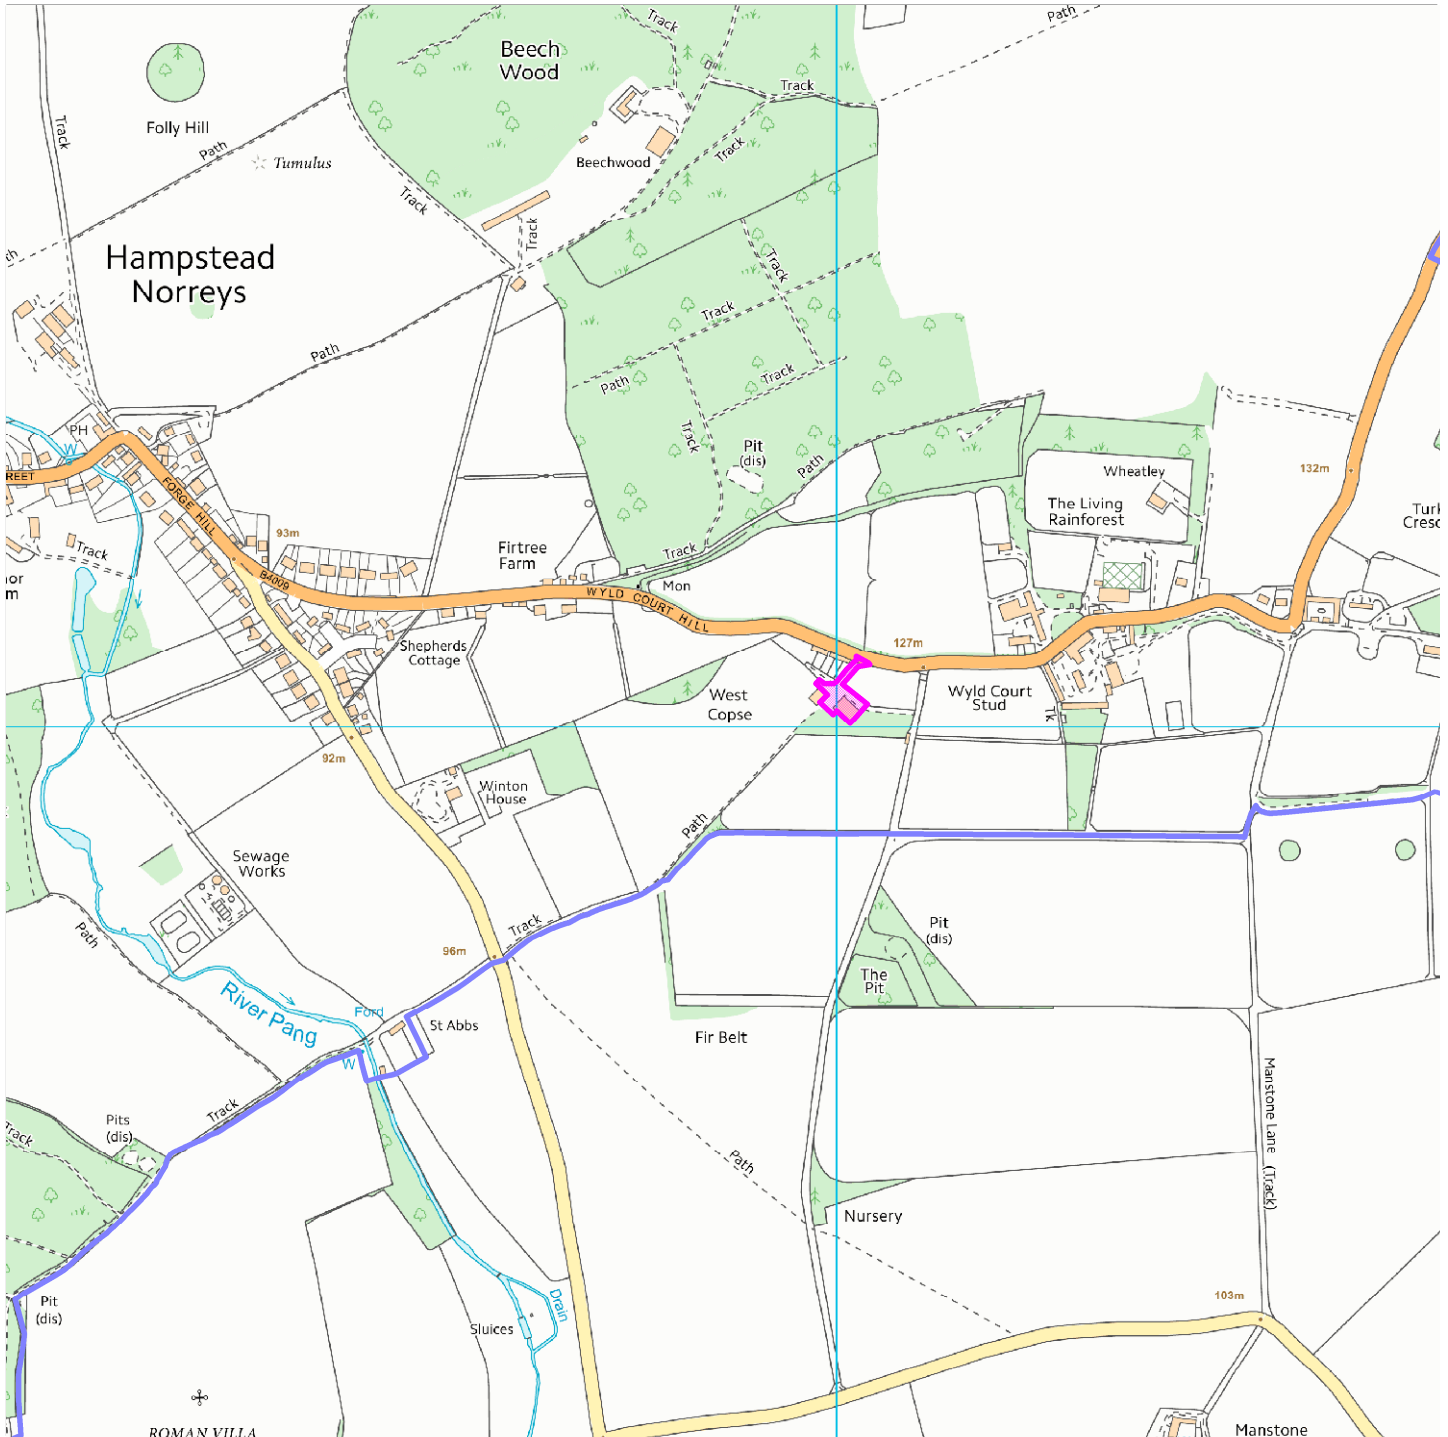 Path
Track
Beech
Wood
Track
Track
Folly Hill
Path
Tumulus
Track
Beechwood
Track
Track
Hampstead
Norreys
Track
Track
Path
Path
Track
Track
PH
W
REET
FORGE HILL
Pit
(dis)
Path
Wheatley
132m
The Living
Rainforest
93m
Track
Firtree
Farm
Track
B4009
Mon
WYLD COURT HILL
Shepherds
Cottage
127m
West
Copse
Wyld Court
Stud
Tk
92m
Winton
House
Path
Sewage
Works
Track
Path
96m
Pit
(dis)
The
Pit
River Pang
Ford
St Abbs
Fir Belt
W
Track
Pits
(dis)
Track
Path
Manstone Lane (Track)
Nursery
Pit
(dis)
Drain
Sluices
103m
ROMAN VILLA
Manstone